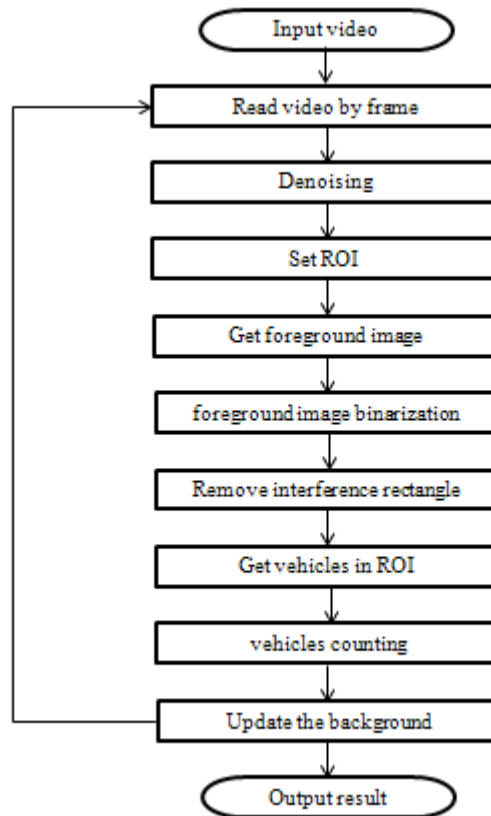 Input video
Read video by frame
Denoising
Set ROI
Get foreground image
foreground image binarization
Remove interference rectangle
Get vehicles in ROI
vehicles counting
Update the background
Output result